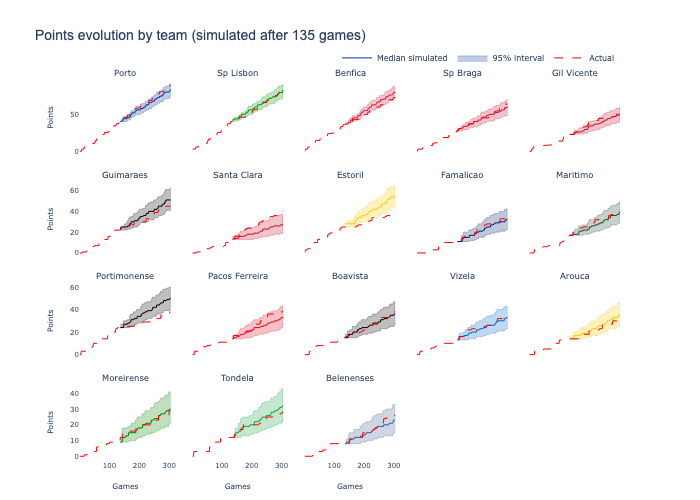 Points evolution by team (simulated after 135 games)
Median simulated 95% interval Actual
Porto Sp Lisbon Benfica Sp Braga Gil Vicente
Points
50
0
Guimaraes Santa Clara Estoril Famalicao Maritimo
Points
60
40
20
0
Portimonense Pacos Ferreira Boavista Vizela Arouca
Points
60
40
20
0
Moreirense Tondela Belenenses
Points
40
30
20
10
0
100 200 300 100 200 300 100 200 300
Games Games Games